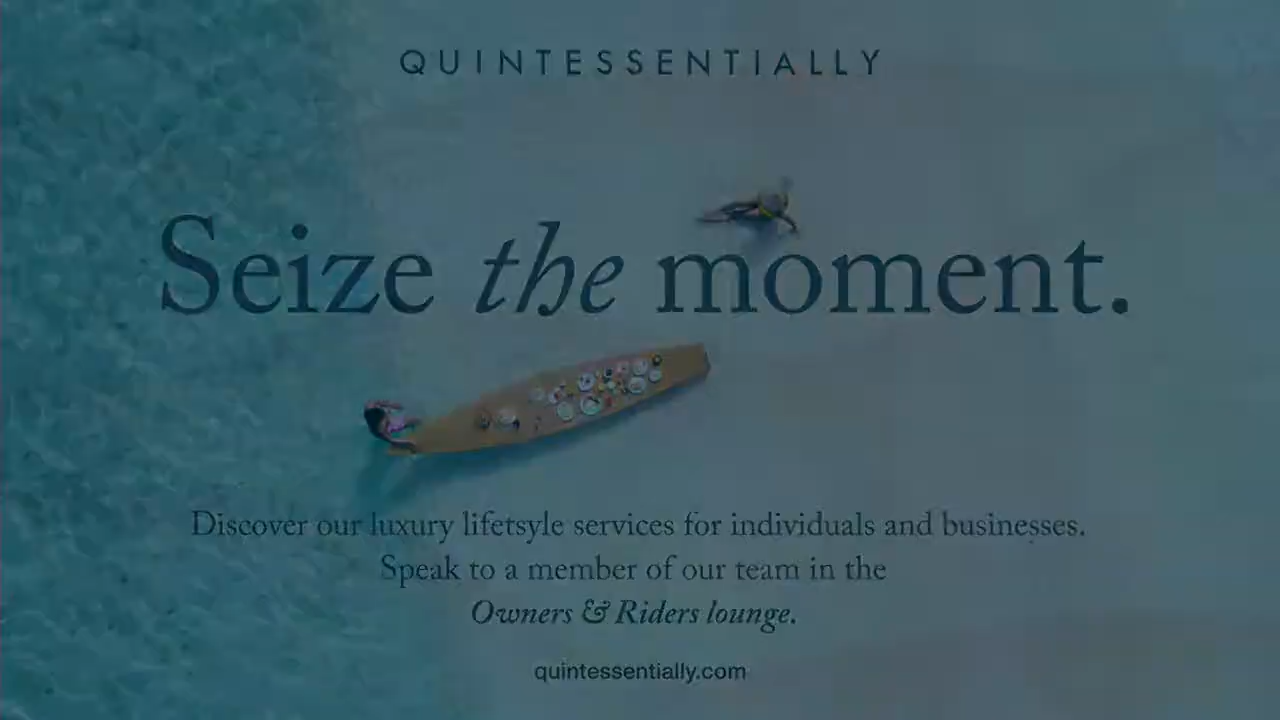 QUINTESSENTIALLY
Seize the moment.
Discover our luxury lifetsyle services for individuals and businesses.
Speak to a member of our team in the
Owners & Riders lounge.
quintessentially.com